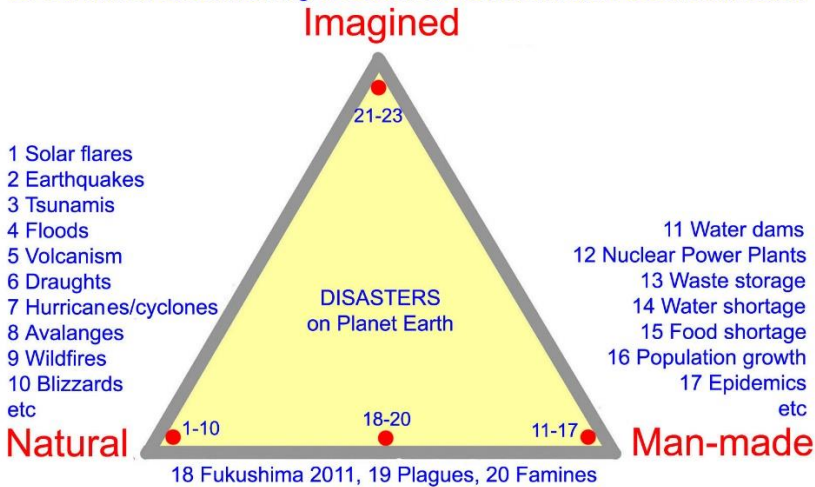 Imagined
21-23
1 Solar flares
2 Earthquakes
3 Tsunamis
4 Floods
5 Volcanism
6 Draughts
7 Hurricanes/cyclones
8 Avalanges
9 Wildfires
10 Blizzards
etc
Natural
11 Water dams
12 Nuclear Power Plants
13 Waste storage
14 Water shortage
15 Food shortage
16 Population growth
17 Epidemics
etc
Man-made
DISASTERS
on Planet Earth
1-10
18-20
11-17
18 Fukushima 2011, 19 Plagues, 20 Famines